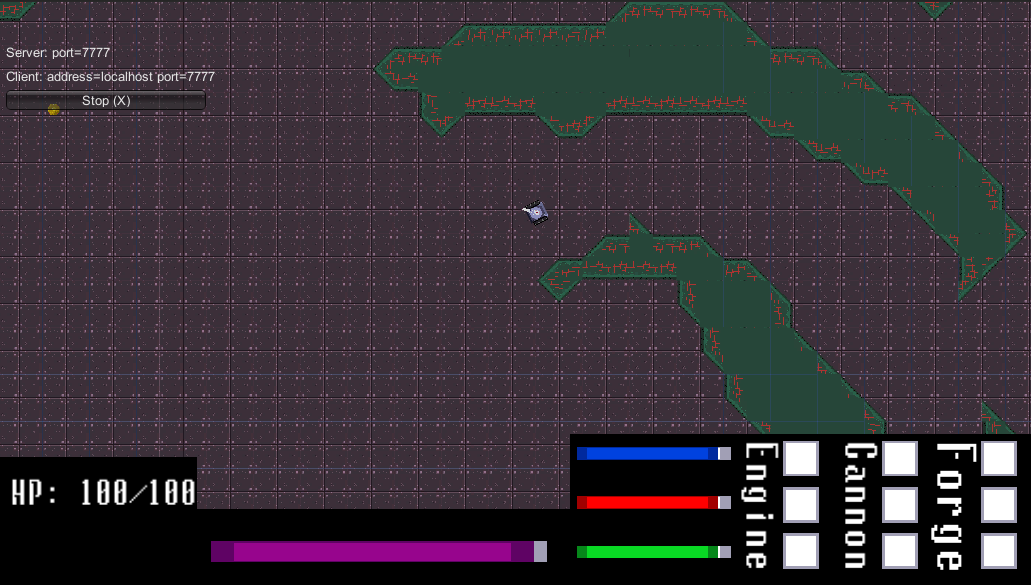 Server: port=7777
Client: address=localhost port=7777
Stop (X)
HP: 100/100
Engine
Cannon
Forge